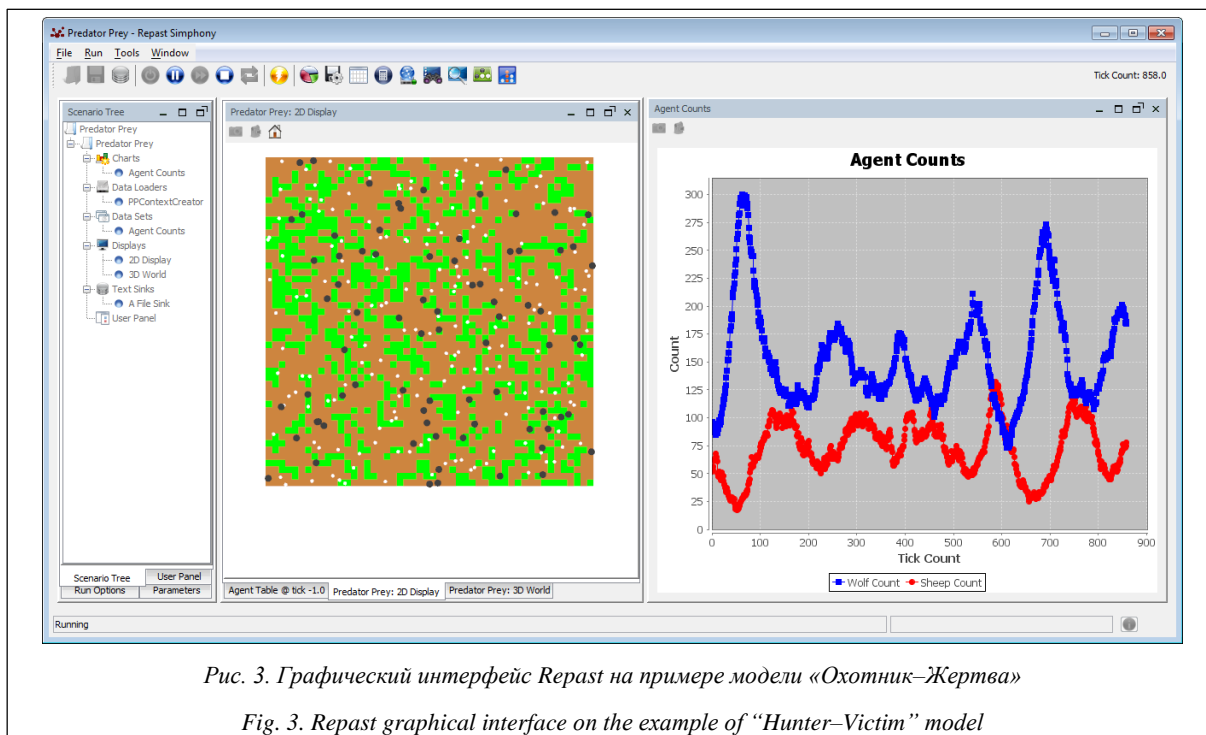 Predator Prey - Repast Simphony
File Run Tools Window
Tick Count: 858.0
Scenario Tree
Predator Prey
Predator Prey
Charts
Agent Counts
Data Loaders
PPContextCreator
Data Sets
Agent Counts
Displays
2D Display
3D World
Text Sinks
A File Sink
User Panel
Scenario Tree User Panel
Run Options Parameters
Predator Prey: 2D Display
Agent Table @ tick -1.0 Predator Prey: 2D Display Predator Prey: 3D World
Agent Counts
Agent Counts
Count
300
275
250
225
200
175
150
125
100
75
50
25
0
0 100 200 300 400 500 600 700 800 900
Tick Count
Wolf Count Sheep Count
Running
Рис. 3. Графический интерфейс Repast на примере модели «Охотник–Жертва»
Fig. 3. Repast graphical interface on the example of “Hunter–Victim” model